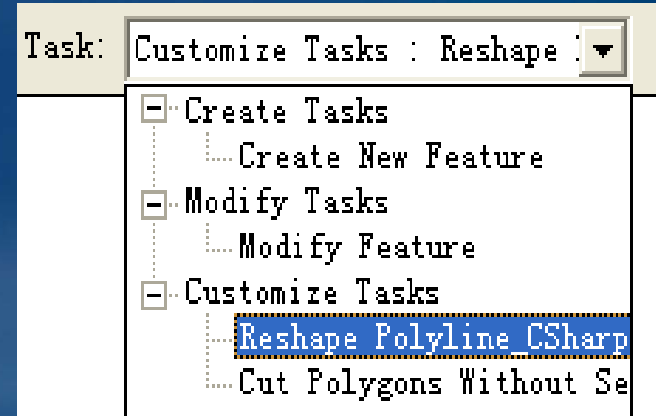 Task: Customize Tasks : Reshape
Create Tasks
Create New Feature
Modify Tasks
Modify Feature
Customize Tasks
Reshape Polyline_CSharp
Cut Polygons Without Se